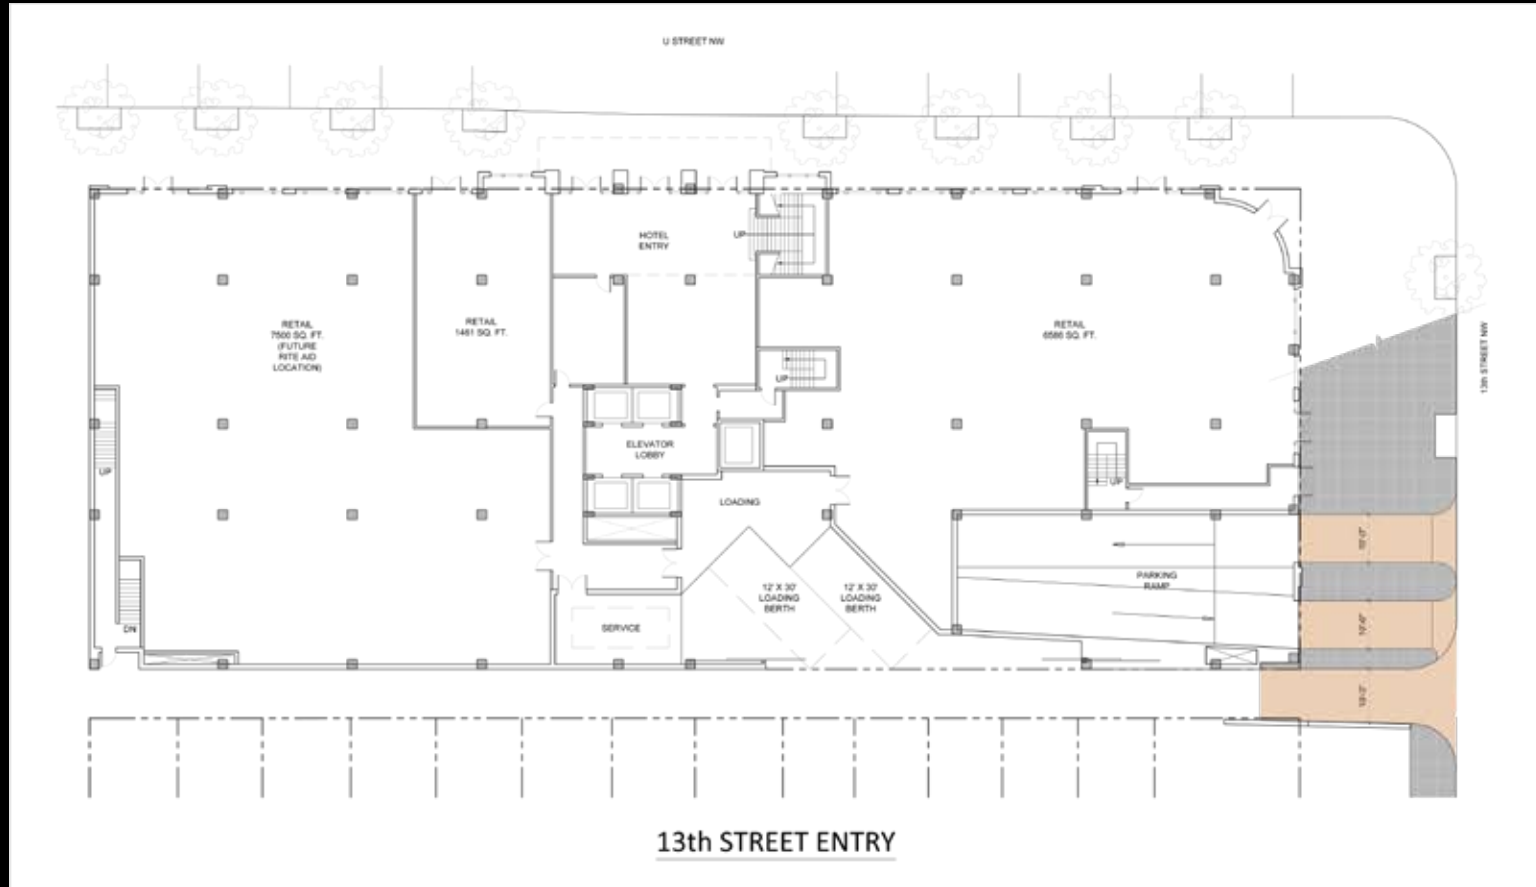 U STREET NW
HOTEL
ENTRY
UP
RETAIL
7500 SQ. FT.
(FUTURE
RITE AID
LOCATION)
RETAIL
1461 SQ. FT.
RETAIL
6586 SQ. FT.
13th STREET NW
UP
ELEVATOR
LOBBY
UP
UP
LOADING
PARKING
RAMP
12' X 30'
LOADING
BERTH
12' X 30'
LOADING
BERTH
SERVICE
DN
13th STREET ENTRY